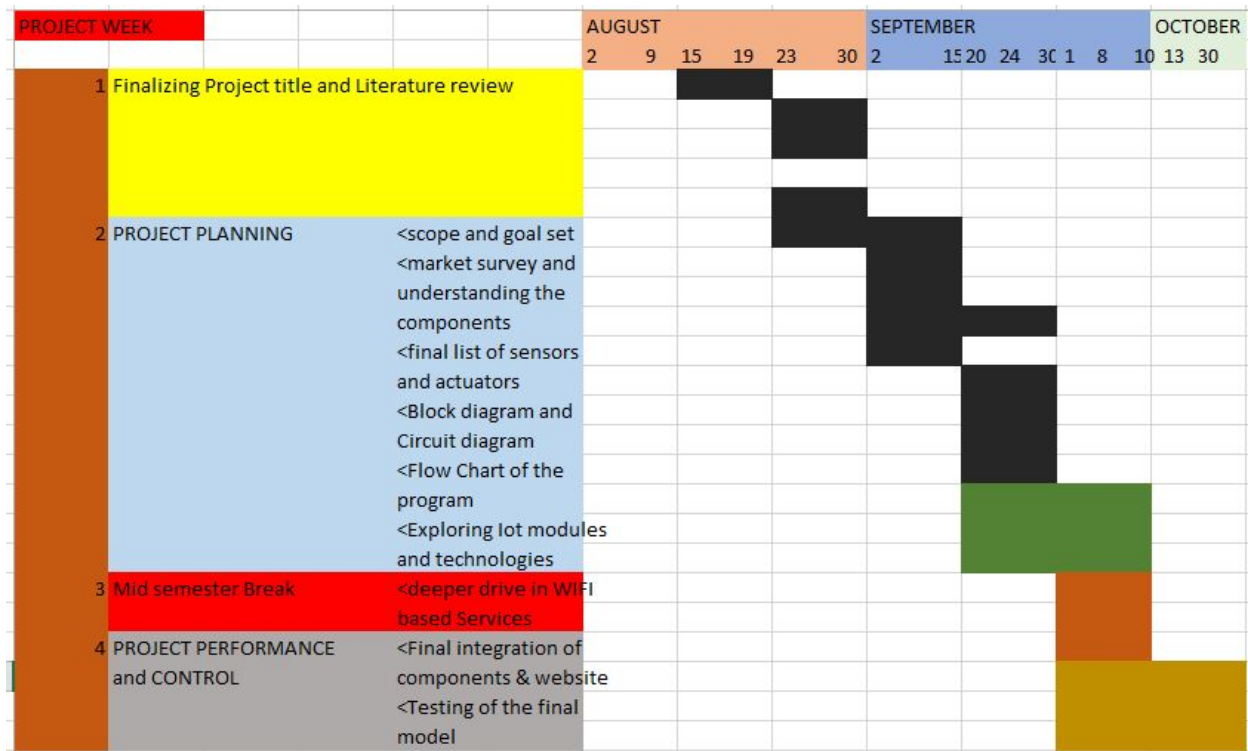 PROJECT WEEK AUGUST SEPTEMBER OCTOBER
2 9 15 19 23 30 2 15 20 24 30 1 8 10 13 30
1 Finalizing Project title and Literature review
2 PROJECT PLANNING <scope and goal set
<market survey and
understanding the
components
<final list of sensors
and actuators
<Block diagram and
Circuit diagram
<Flow Chart of the
program
<Exploring Iot modules
and technologies
3 Mid semester Break <deeper drive in WIFI
based Services
4 PROJECT PERFORMANCE <Final integration of
and CONTROL components & website
<Testing of the final
model